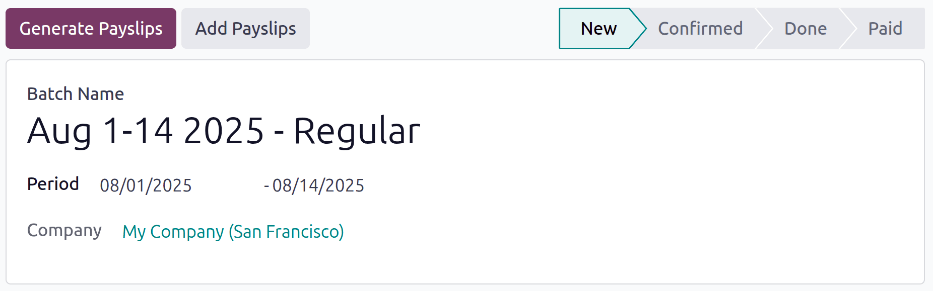 Generate Payslips Add Payslips New Confirmed Done Paid
Batch Name
Aug 1-14 2025 - Regular
Period 08/01/2025 - 08/14/2025
Company My Company (San Francisco)